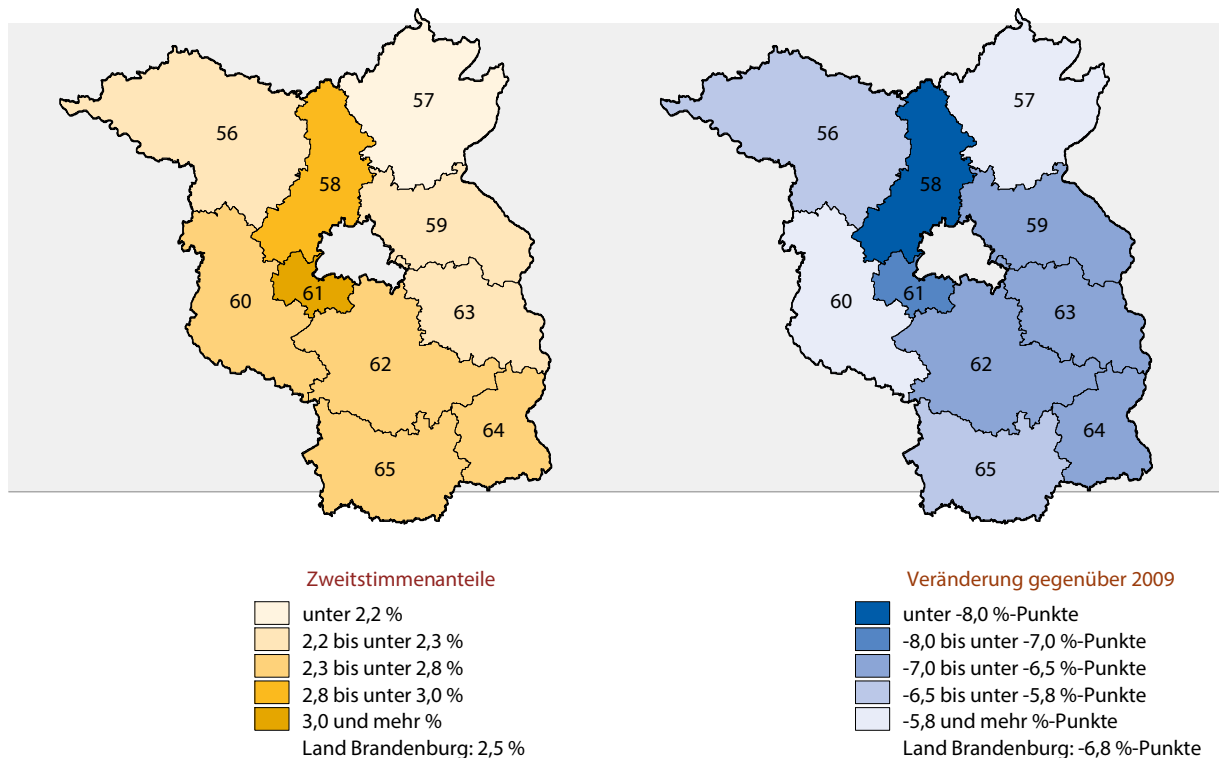 57
56
58
59
60
61
63
62
64
65
57
56
58
59
60
61
63
62
64
65
Zweitstimmenanteile
unter 2,2 %
2,2 bis unter 2,3 %
2,3 bis unter 2,8 %
2,8 bis unter 3,0 %
3,0 und mehr %
Land Brandenburg: 2,5 %
Veränderung gegenüber 2009
unter -8,0 %-Punkte
-8,0 bis unter -7,0 %-Punkte
-7,0 bis unter -6,5 %-Punkte
-6,5 bis unter -5,8 %-Punkte
-5,8 und mehr %-Punkte
Land Brandenburg: -6,8 %-Punkte